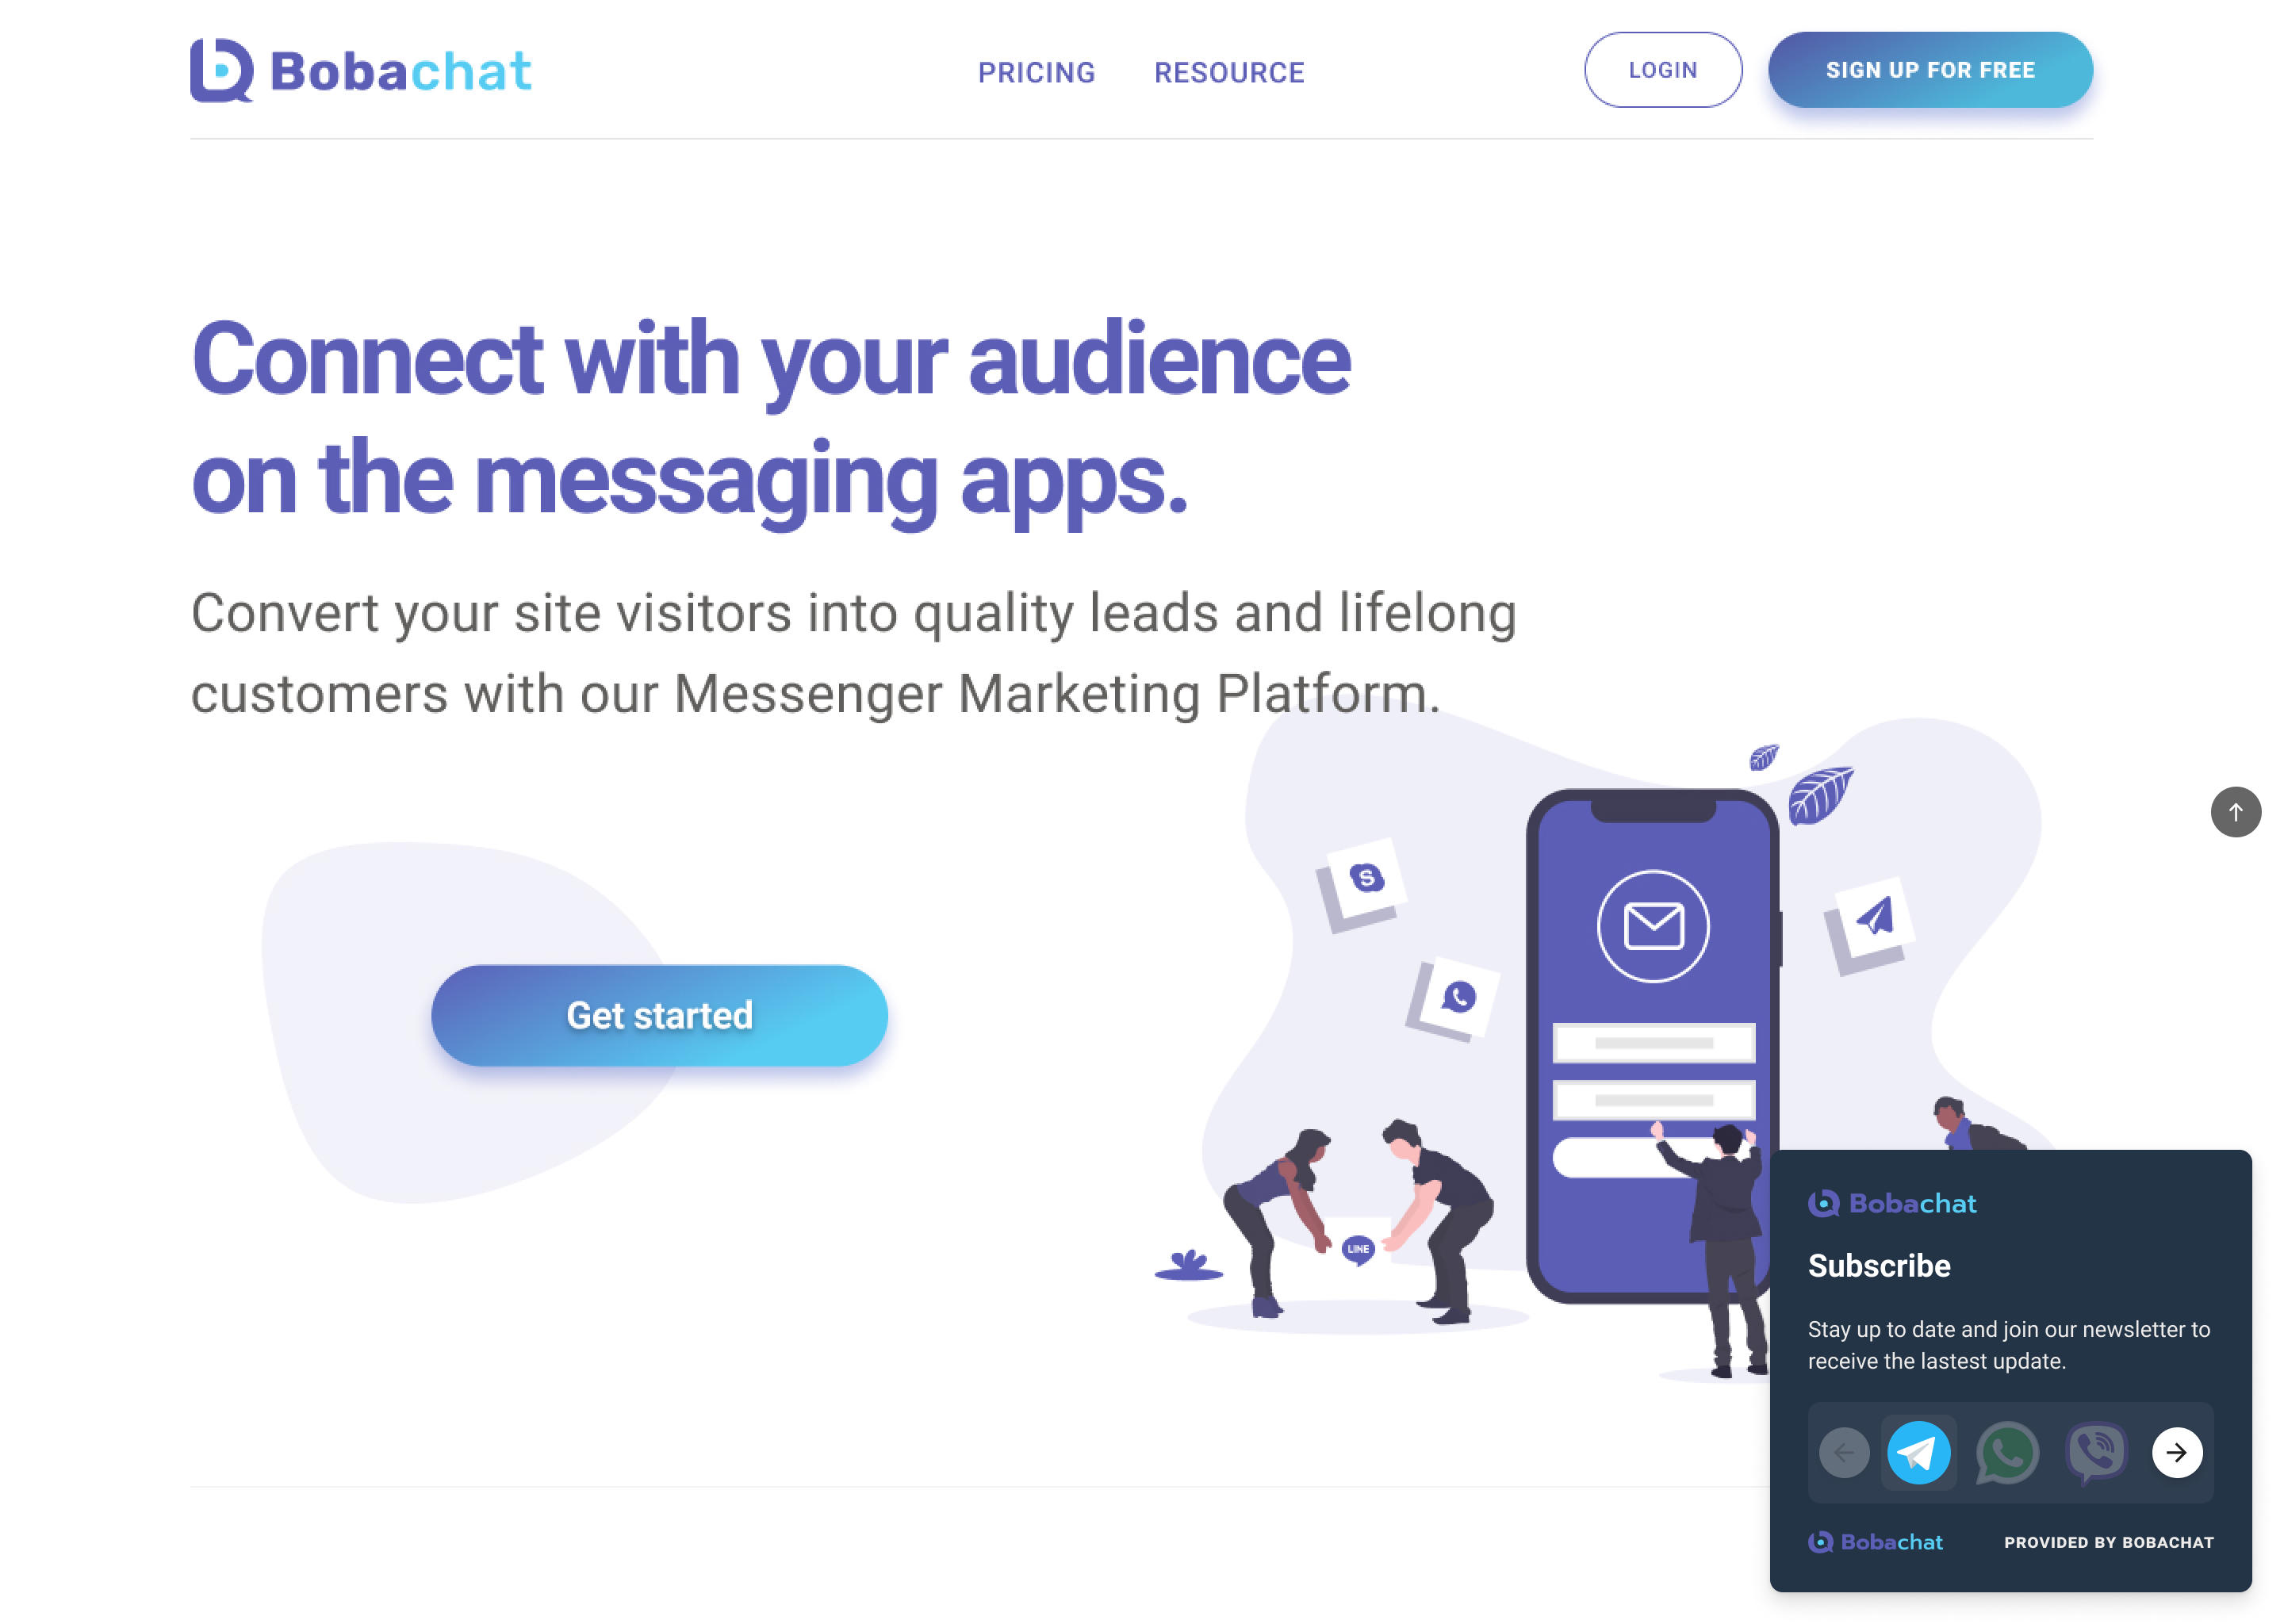 Bobachat
PRICING
RESOURCE
LOGIN
SIGN UP FOR FREE
Connect with your audience
on the messaging apps.
Convert your site visitors into quality leads and lifelong
customers with our Messenger Marketing Platform.
Get started
LINE
Bobachat
Subscribe
Stay up to date and join our newsletter to
receive the lastest update.
Bobachat
PROVIDED BY BOBACHAT